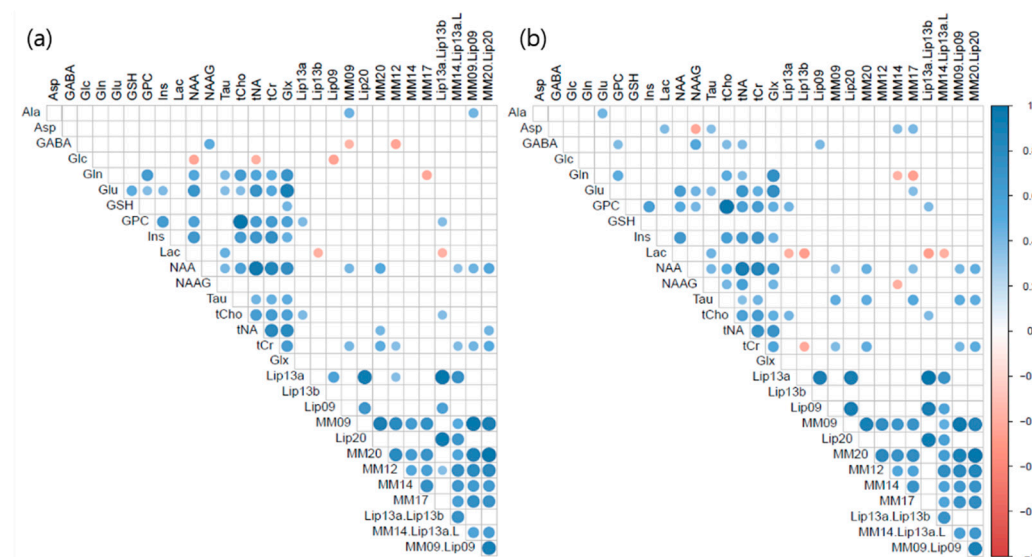 (a)
Asp
GABA
Glc
Gln
Glu
GSH
GPC
Ins
Lac
NAA
NAAG
Tau
tCho
tNA
tCr
Glx
Lip13a
Lip13b
Lip09
MM09
Lip20
MM20
MM12
MM14
MM17
Lip13a.Lip13b
MM14.Lip13a.L
MM09.Lip09
MM20.Lip20
Ala
Asp
GABA
Glc
Gln
Glu
GSH
GPC
Ins
Lac
NAA
NAAG
Tau
tCho
tNA
tCr
Glx
Lip13a
Lip13b
Lip09
MM09
Lip20
MM20
MM12
MM14
MM17
Lip13a.Lip13b
MM14.Lip13a.L
MM09.Lip09
(b)
Asp
GABA
Glc
Gln
Glu
GPC
GSH
Ins
Lac
NAA
NAAG
Tau
tCho
tNA
tCr
Glx
Lip13a
Lip13b
Lip09
MM09
Lip20
MM20
MM12
MM14
MM17
Lip13a.Lip13b
MM14.Lip13a.L
MM09.Lip09
MM20.Lip20
Ala
Asp
GABA
Glc
Gln
Glu
GPC
GSH
Ins
Lac
NAA
NAAG
Tau
tCho
tNA
tCr
Glx
Lip13a
Lip13b
Lip09
MM09
Lip20
MM20
MM12
MM14
MM17
Lip13a.Lip13b
MM14.Lip13a.L
MM09.Lip09
1